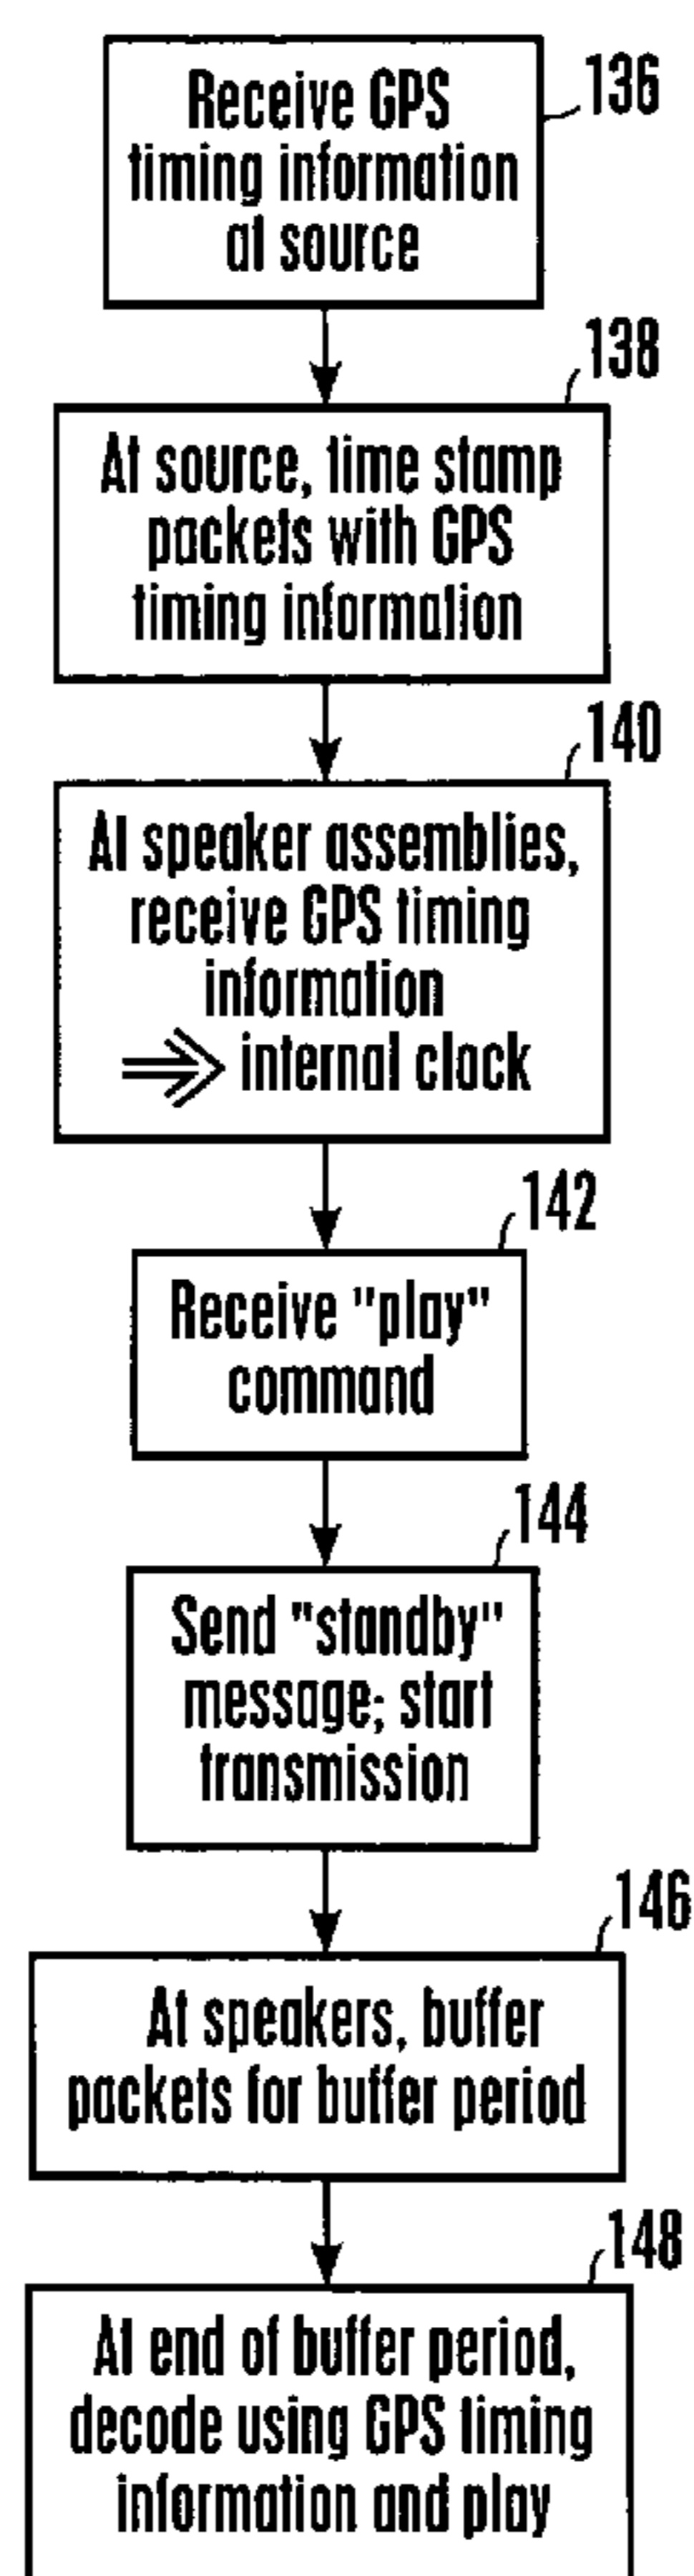 136
Receive GPS
timing information
at source
138
At source, time stamp
packets with GPS
timing information
140
At speaker assemblies,
receive GPS timing
information
⇒ internal clock
142
Receive "play"
command
144
Send "standby"
message; start
transmission
146
At speakers, buffer
packets for buffer period
148
At end of buffer period,
decode using GPS timing
information and play